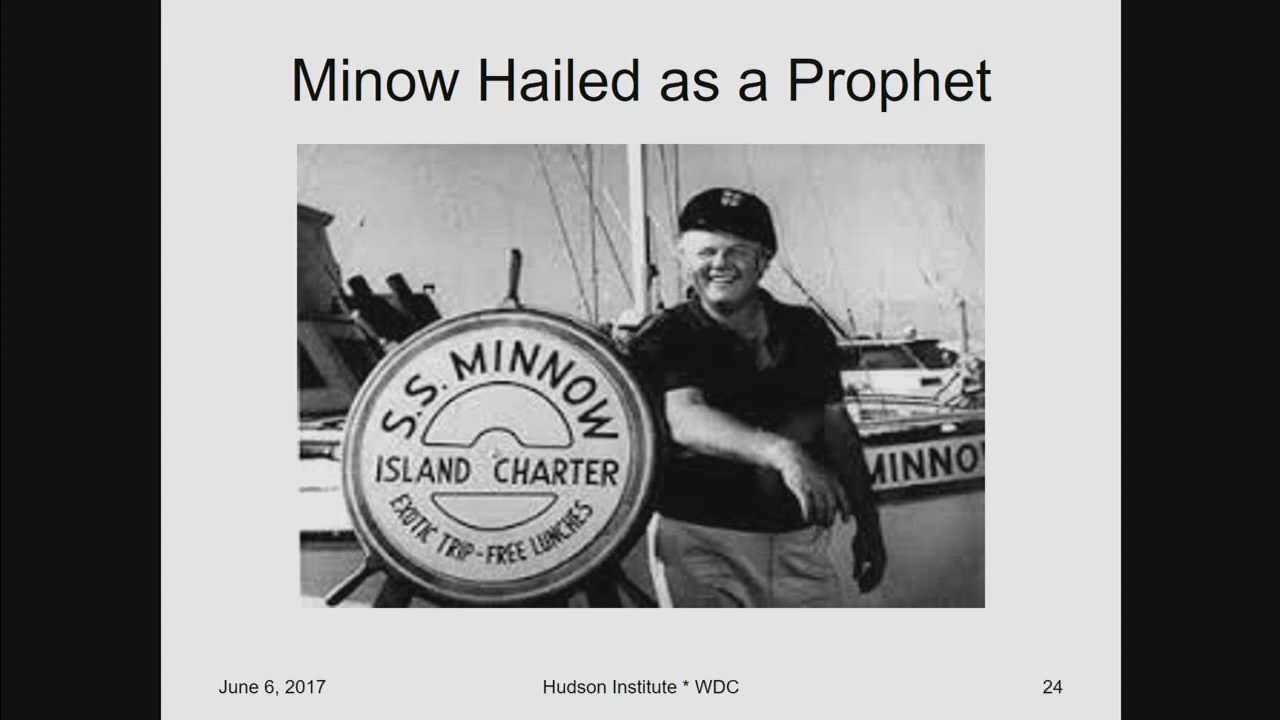 Minow Hailed as a Prophet
S.S. MINNOW
ISLAND CHARTER
EXOTIC TRIP-FREE LUNCHES
MINNOW
June 6, 2017
Hudson Institute * WDC
24